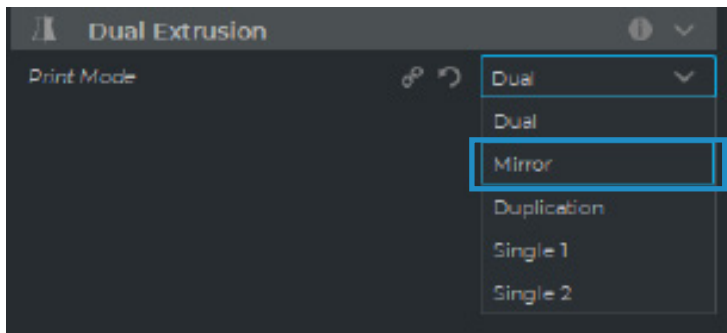 Dual Extrusion
Print Mode Dual
Dual
Mirror
Duplication
Single 1
Single 2